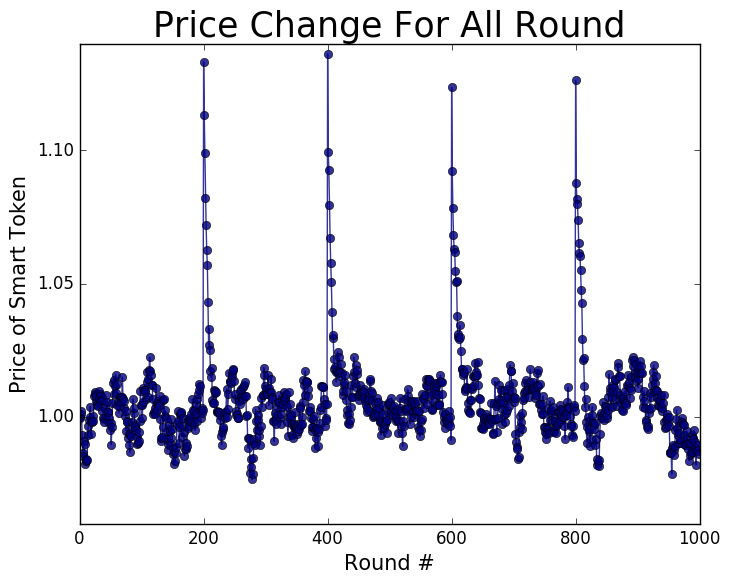 Price Change For All Round
Price of Smart Token
1.10
1.05
1.00
0 200 400 600 800 1000
Round #